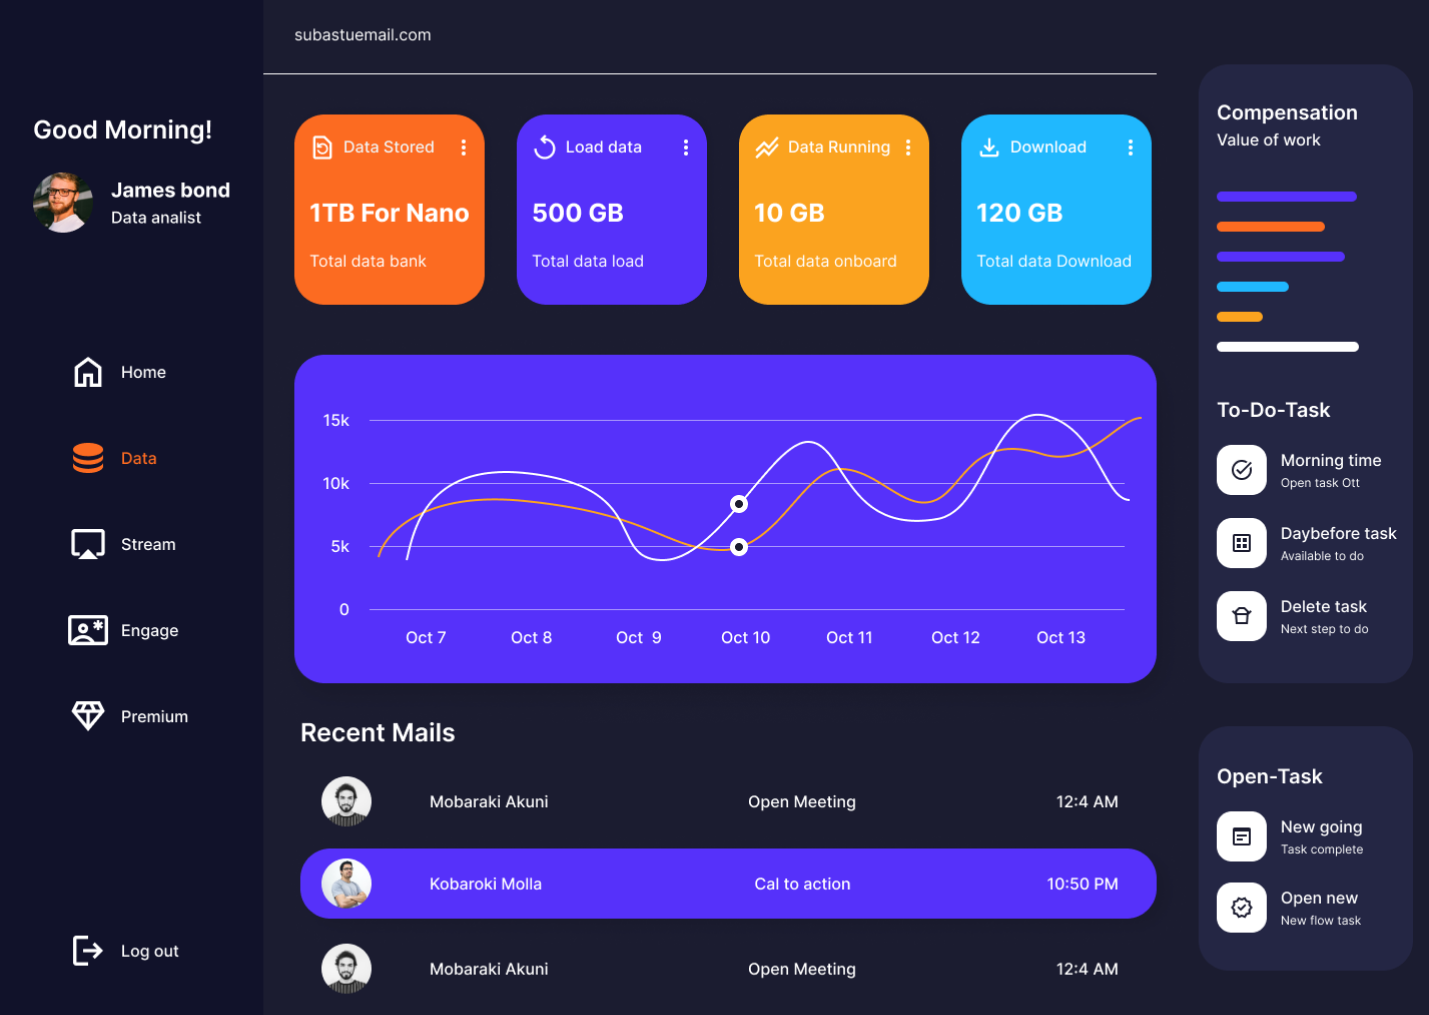 subastuemail.com
Good Morning!
James bond
Data analist
Home
Data
Stream
Engage
Premium
Log out
Data Stored
1TB For Nano
Total data bank
Load data
500 GB
Total data load
Data Running
10 GB
Total data onboard
Download
120 GB
Total data Download
15k
10k
5k
0
Oct 7 Oct 8 Oct 9 Oct 10 Oct 11 Oct 12 Oct 13
Recent Mails
Mobaraki Akuni Open Meeting 12:4 AM
Kobaroki Molla Cal to action 10:50 PM
Mobaraki Akuni Open Meeting 12:4 AM
Compensation
Value of work
To-Do-Task
Morning time
Open task Ott
Daybefore task
Available to do
Delete task
Next step to do
Open-Task
New going
Task complete
Open new
New flow task